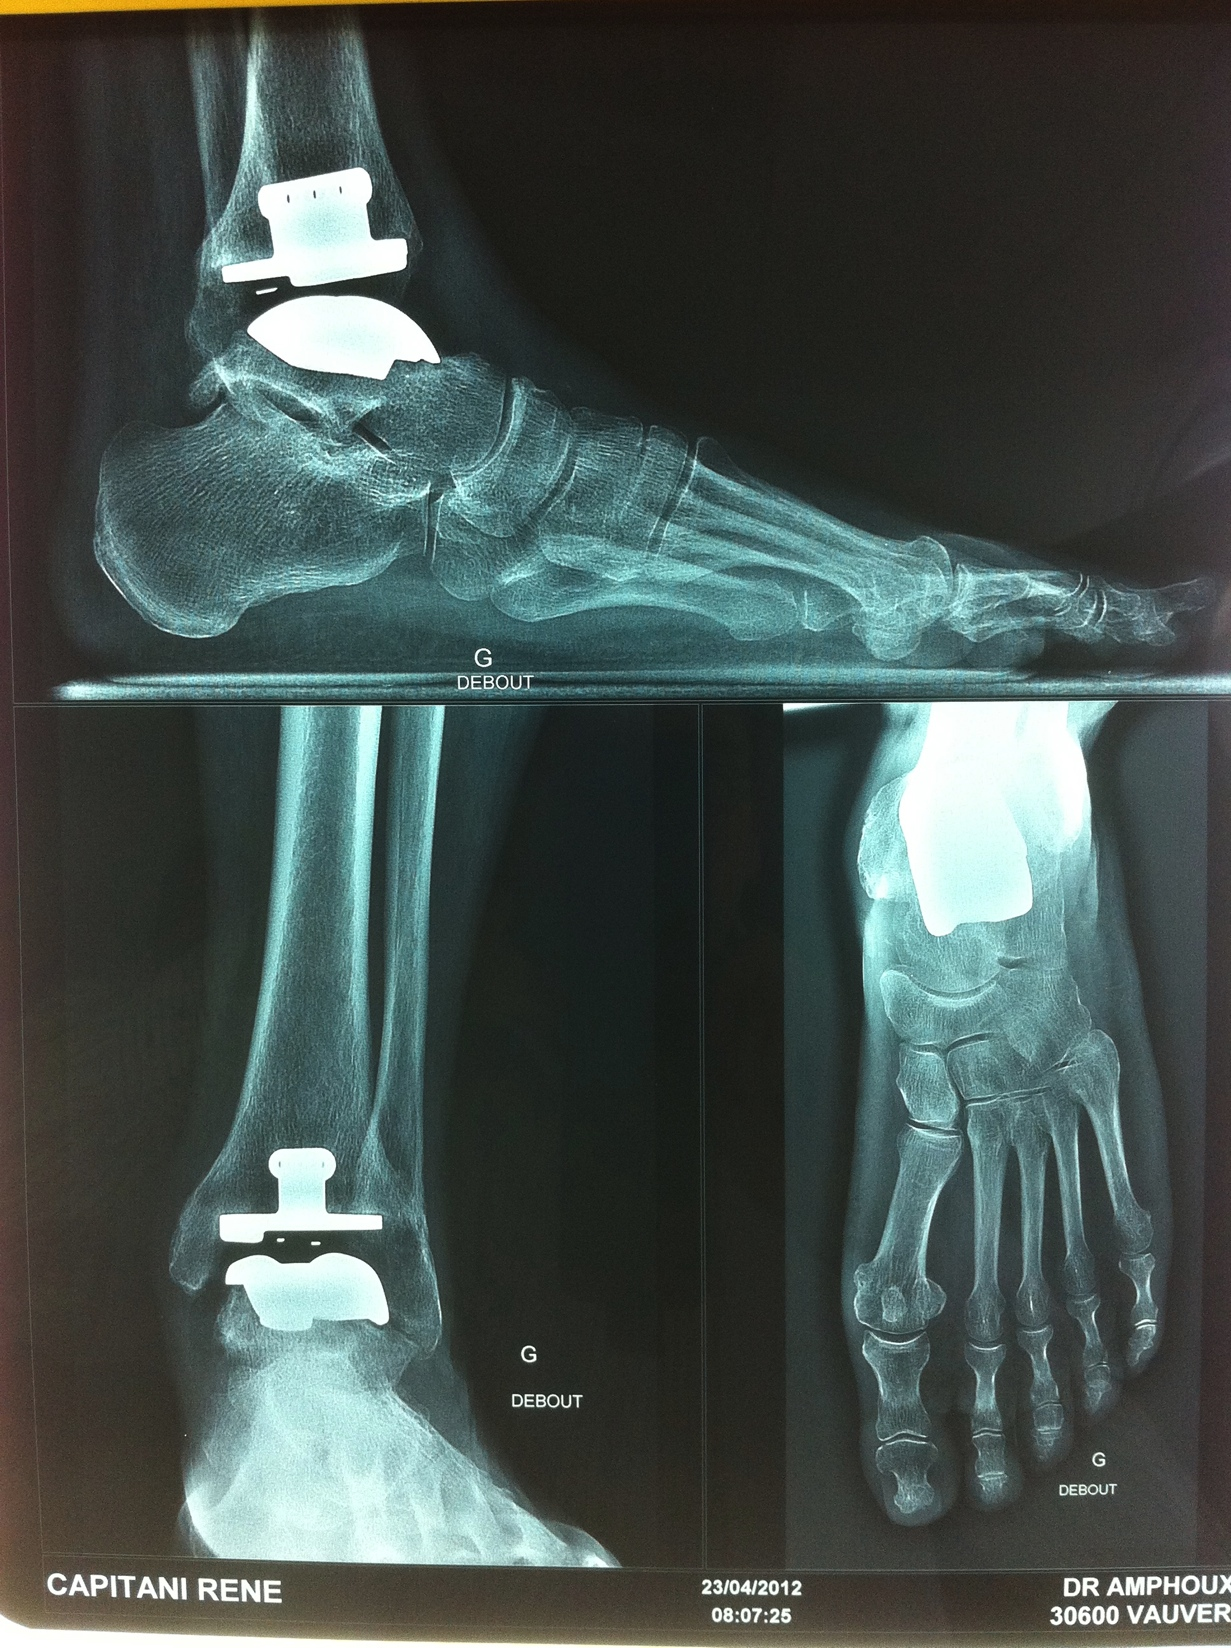 G
DEBOUT
G
DEBOUT
G
DEBOUT
CAPITANI RENE
23/04/2012
08:07:25
DR AMPHOUX
30600 VAUVER